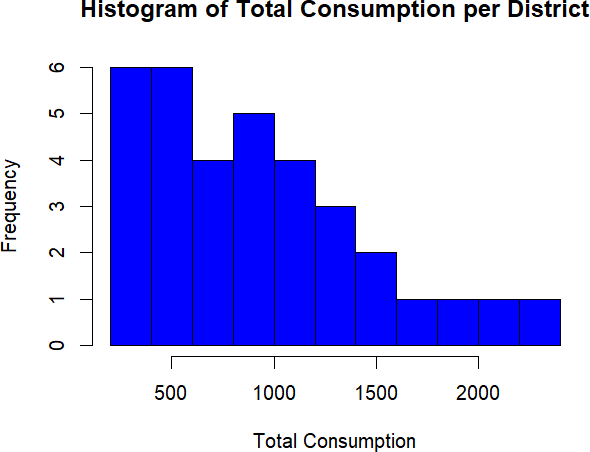 Histogram of Total Consumption per District
Frequency
6
5
4
3
2
1
0
500 1000 1500 2000
Total Consumption